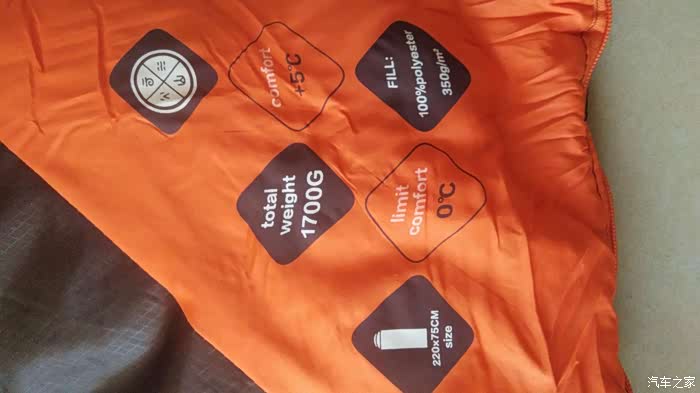 comfort
+5℃
FILL:
100%polyester
350g/m²
total
weight
1700G
limit
comfort
0℃
220x75CM
size
汽车之家